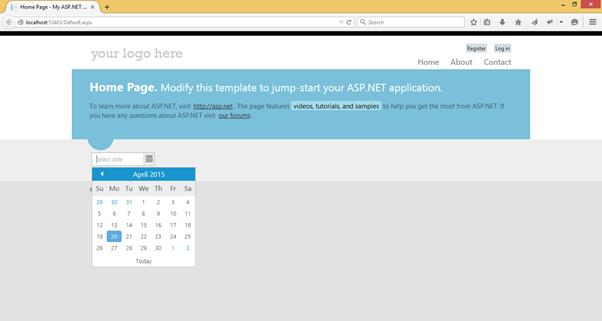 Home Page - My ASP.NET ...
localhost:53483/Default.aspx
Search
Register Log in
your logo here
Home About Contact
Home Page. Modify this template to jump-start your ASP.NET application.
To learn more about ASP.NET, visit http://asp.net. The page features videos, tutorials, and samples to help you get the most from ASP.NET. If
you have any questions about ASP.NET visit our forums.
Select date
April 2015
Su Mo Tu We Th Fr Sa
29 30 31 1 2 3 4
5 6 7 8 9 10 11
12 13 14 15 16 17 18
19 20 21 22 23 24 25
26 27 28 29 30 1 2
Today